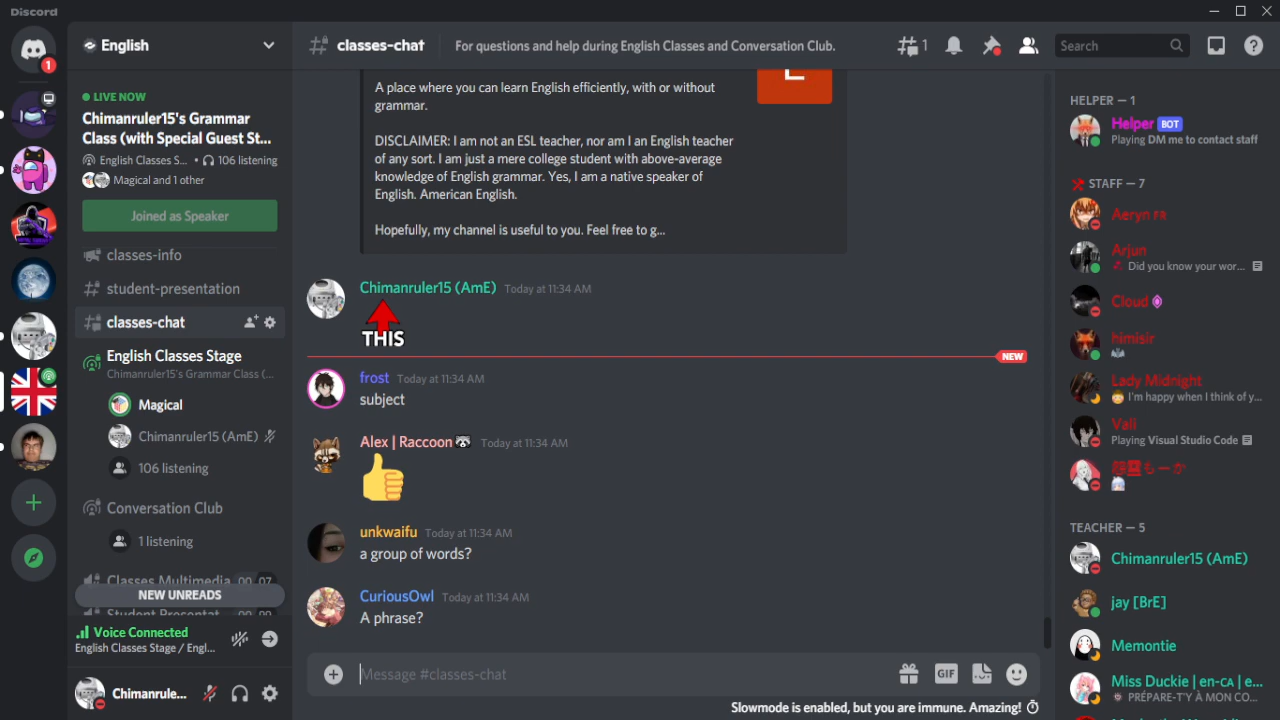 Discord
English
classes-chat
For questions and help during English Classes and Conversation Club.
1
Search
1
LIVE NOW
Chimanruler15's Grammar
Class (with Special Guest St...
English Classes S... • 106 listening
Magical and 1 other
Joined as Speaker
classes-info
student-presentation
classes-chat
English Classes Stage
Chimanruler15's Grammar Class (...
Magical
Chimanruler15 (AmE)
106 listening
Conversation Club
1 listening
Classes Multimedia 00 07
NEW UNREADS
Voice Connected
English Classes Stage / Engl...
Chimanrule...
A place where you can learn English efficiently, with or without
grammar.
DISCLAIMER: I am not an ESL teacher, nor am I an English teacher
of any sort. I am just a mere college student with above-average
knowledge of English grammar. Yes, I am a native speaker of
English. American English.
Hopefully, my channel is useful to you. Feel free to g...
Chimanruler15 (AmE) Today at 11:34 AM
THIS
NEW
frost Today at 11:34 AM
subject
Alex | Raccoon Today at 11:34 AM
unkwaifu Today at 11:34 AM
a group of words?
CuriousOwl Today at 11:34 AM
A phrase?
Message #classes-chat
GIF
Slowmode is enabled, but you are immune. Amazing!
HELPER — 1
Helper BOT
Playing DM me to contact staff
STAFF — 7
Aeryn FR
Arjun
Did you know your wor...
Cloud
himisir
Lady Midnight
I'm happy when I think of y...
Vall
Playing Visual Studio Code
TEACHER — 5
Chimanruler15 (AmE)
jay [BrE]
Memontie
Miss Duckie | en-CA | e...
PRÉPARE-T'Y À MON CO...